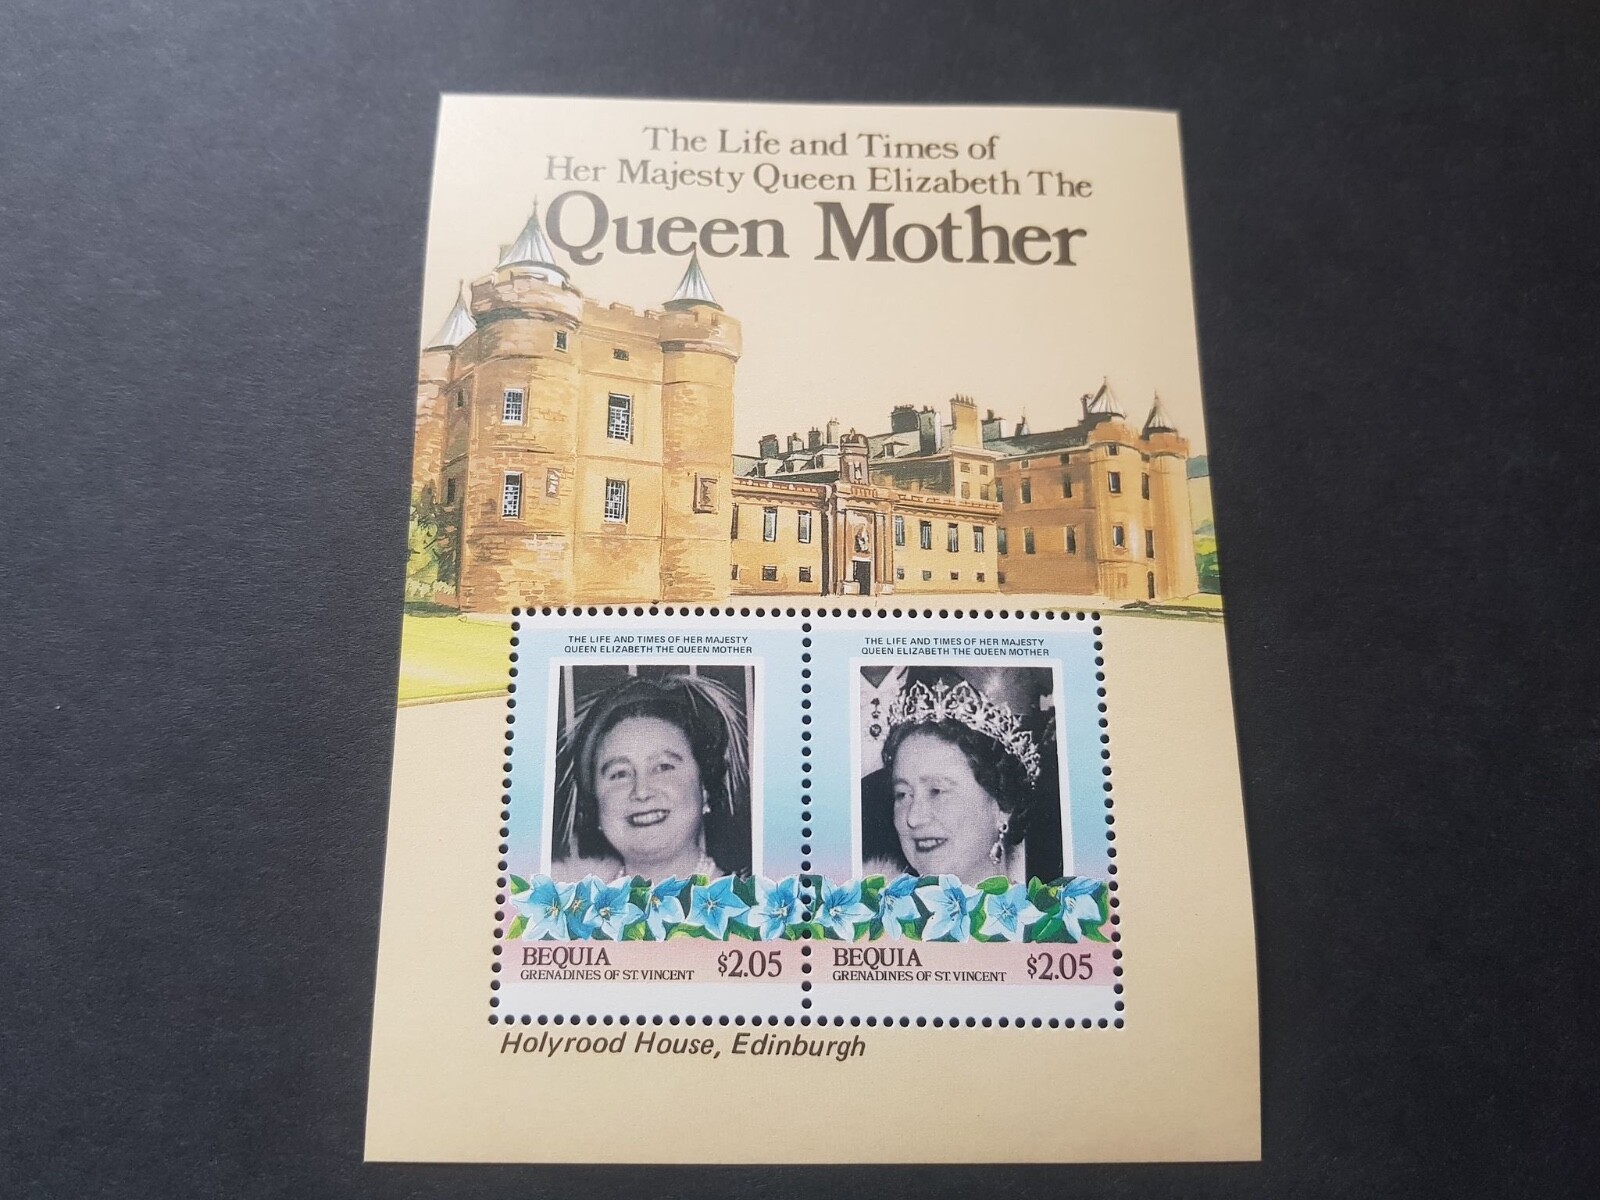 The Life and Times of
Her Majesty Queen Elizabeth The
Queen Mother
THE LIFE AND TIMES OF HER MAJESTY
QUEEN ELIZABETH THE QUEEN MOTHER
BEQUIA
GRENADINES OF ST. VINCENT
$2.05
THE LIFE AND TIMES OF HER MAJESTY
QUEEN ELIZABETH THE QUEEN MOTHER
BEQUIA
GRENADINES OF ST. VINCENT
$2.05
Holyrood House, Edinburgh